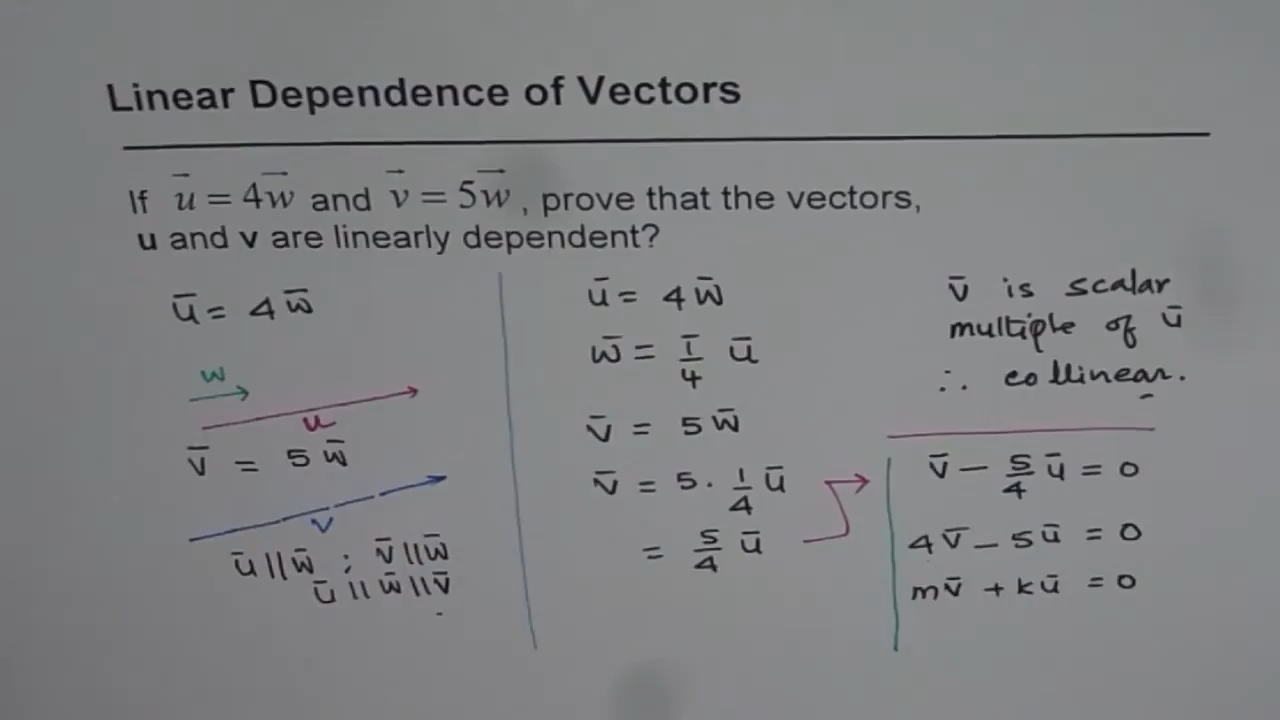 Linear Dependence of Vectors
If u⃗ = 4w⃗ and v⃗ = 5w⃗, prove that the vectors,
u and v are linearly dependent?
ū = 4w̄
w
u
v̄ = 5w̄
v
ū || w̄ ; v̄ || w̄
ū || w̄ || v̄
ū = 4w̄
w̄ = 1/4 ū
v̄ = 5w̄
v̄ = 5 · 1/4 ū
= 5/4 ū
v̄ is scalar
multiple of ū
∴ collinear.
v̄ − 5/4 ū = 0
4v̄ − 5ū = 0
mv̄ + kū = 0